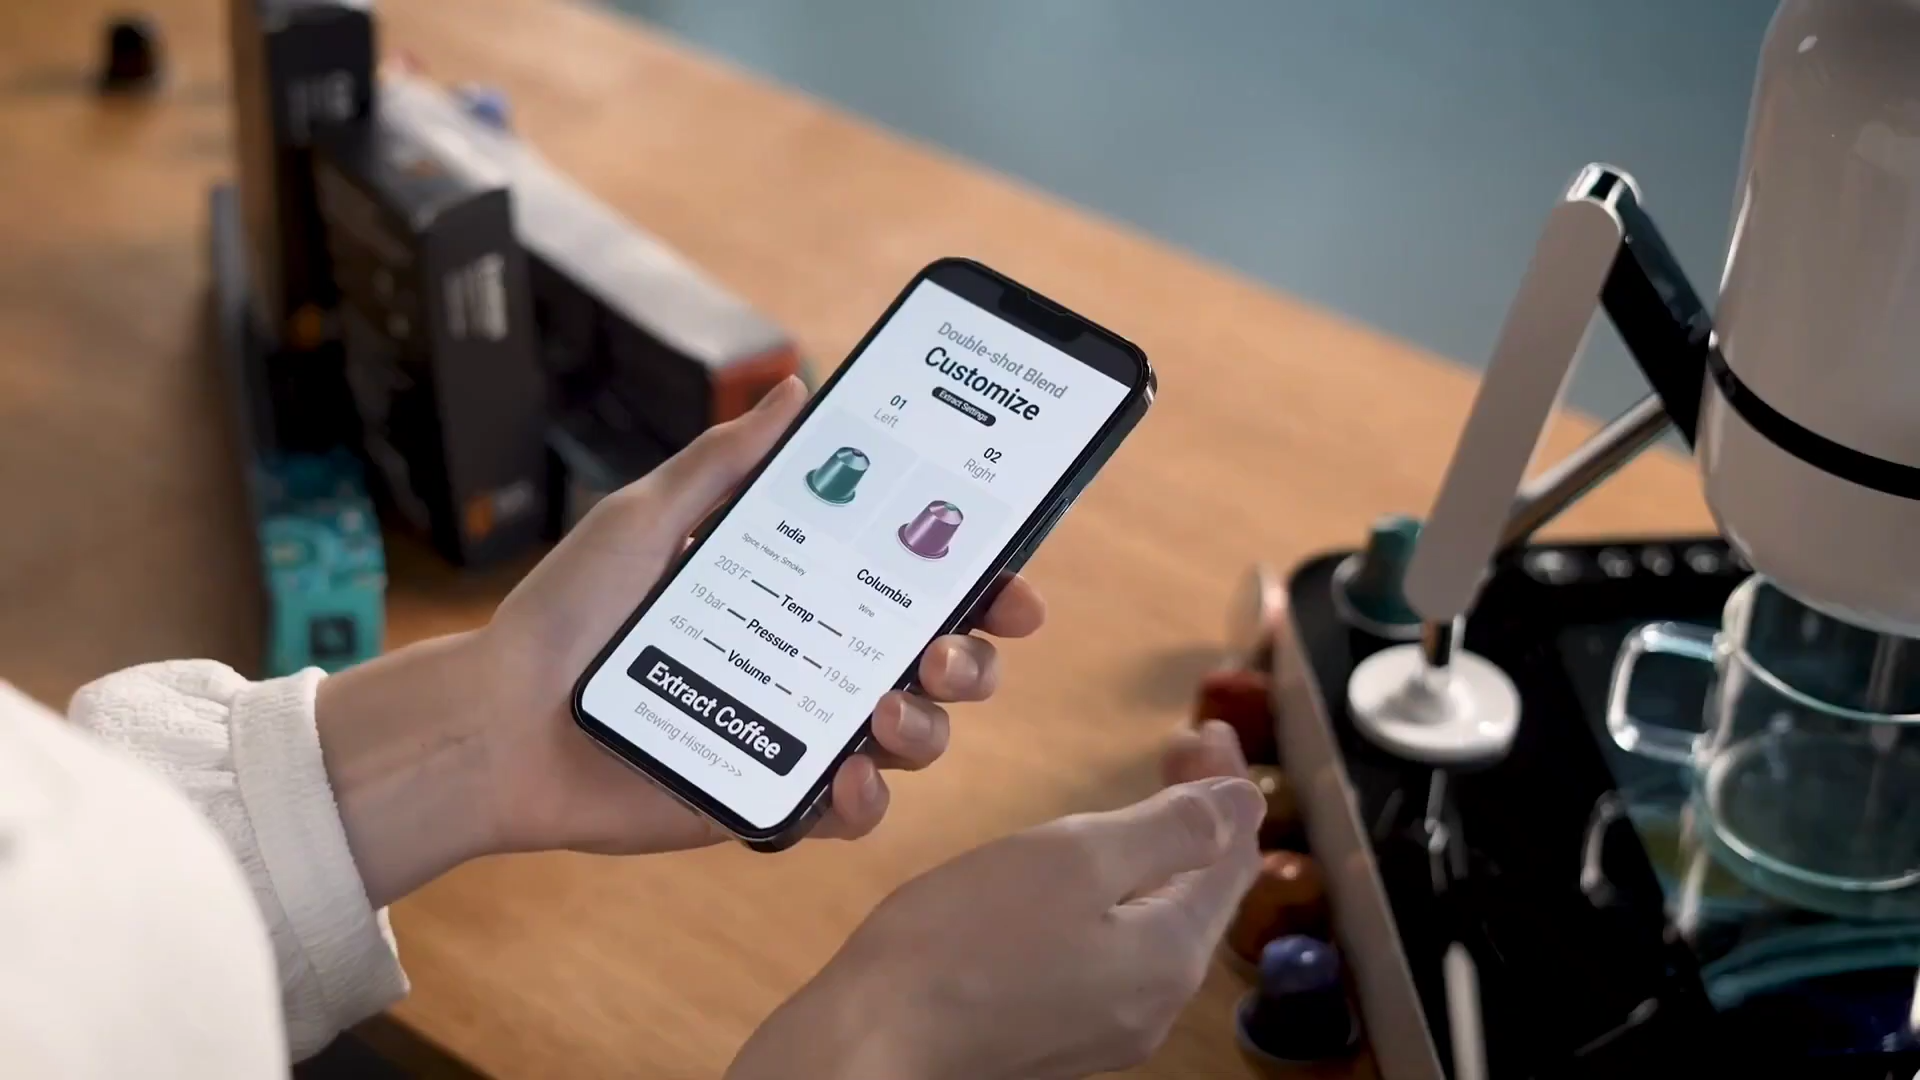 Double-shot Blend
Customize
Extract Settings
01
Left
02
Right
India
Spice, Heavy, Smokey
Columbia
Wine
203°F Temp 194°F
19 bar Pressure 19 bar
45 ml Volume 30 ml
Extract Coffee
Brewing History >>>